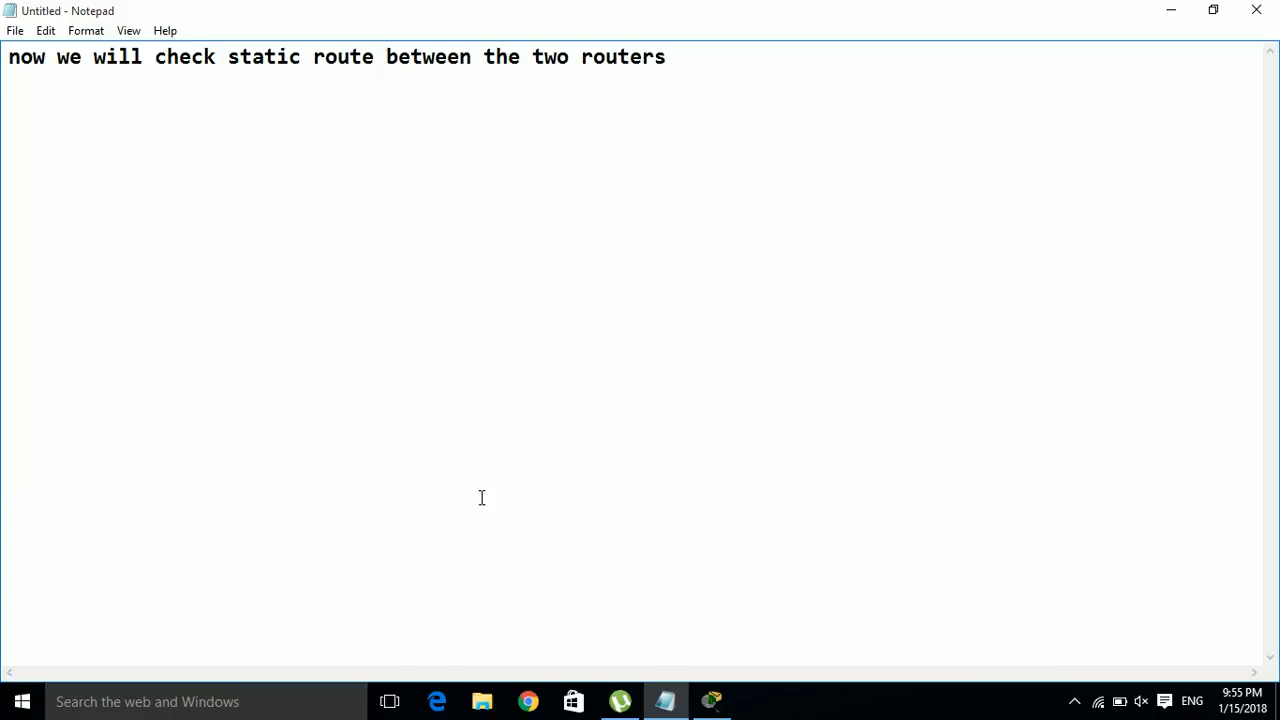 Untitled - Notepad
File Edit Format View Help
now we will check static route between the two routers
Search the web and Windows
ENG
9:55 PM
1/15/2018